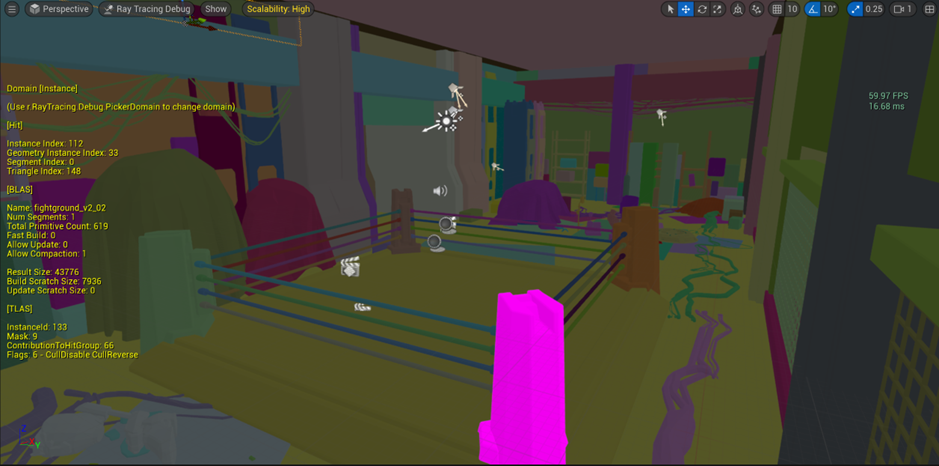 Perspective Ray Tracing Debug Show Scalability: High 10 10° 0.25 1
59.97 FPS
16.68 ms
Domain [Instance]
(Use r.RayTracing.Debug.PickerDomain to change domain)
[Hit]
Instance Index: 112
Geometry Instance Index: 33
Segment Index: 0
Triangle Index: 148
[BLAS]
Name: fightground_v2_02
Num Segments: 1
Total Primitive Count: 619
Fast Build: 0
Allow Update: 0
Allow Compaction: 1
Result Size: 43776
Build Scratch Size: 7936
Update Scratch Size: 0
[TLAS]
InstanceId: 133
Mask: 9
ContributionToHitGroup: 66
Flags: 6 - CullDisable CullReverse
Z
Y